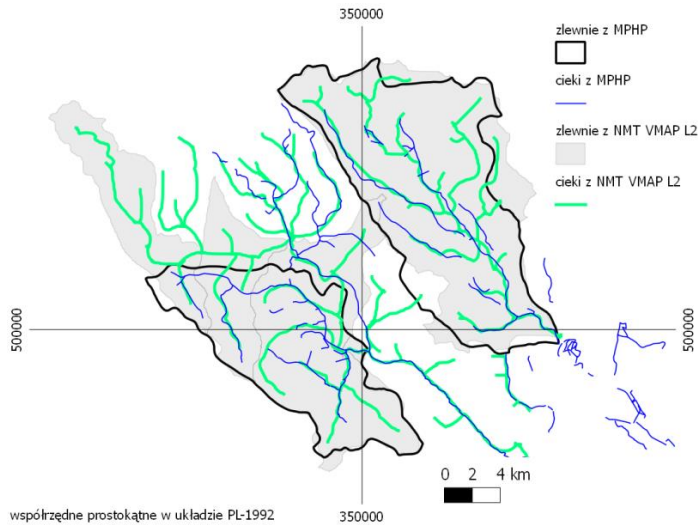 350000
zlewnie z MPHP
cieki z MPHP
zlewnie z NMT VMAP L2
cieki z NMT VMAP L2
500000
500000
0 2 4 km
współrzędne prostokątne w układzie PL-1992
350000